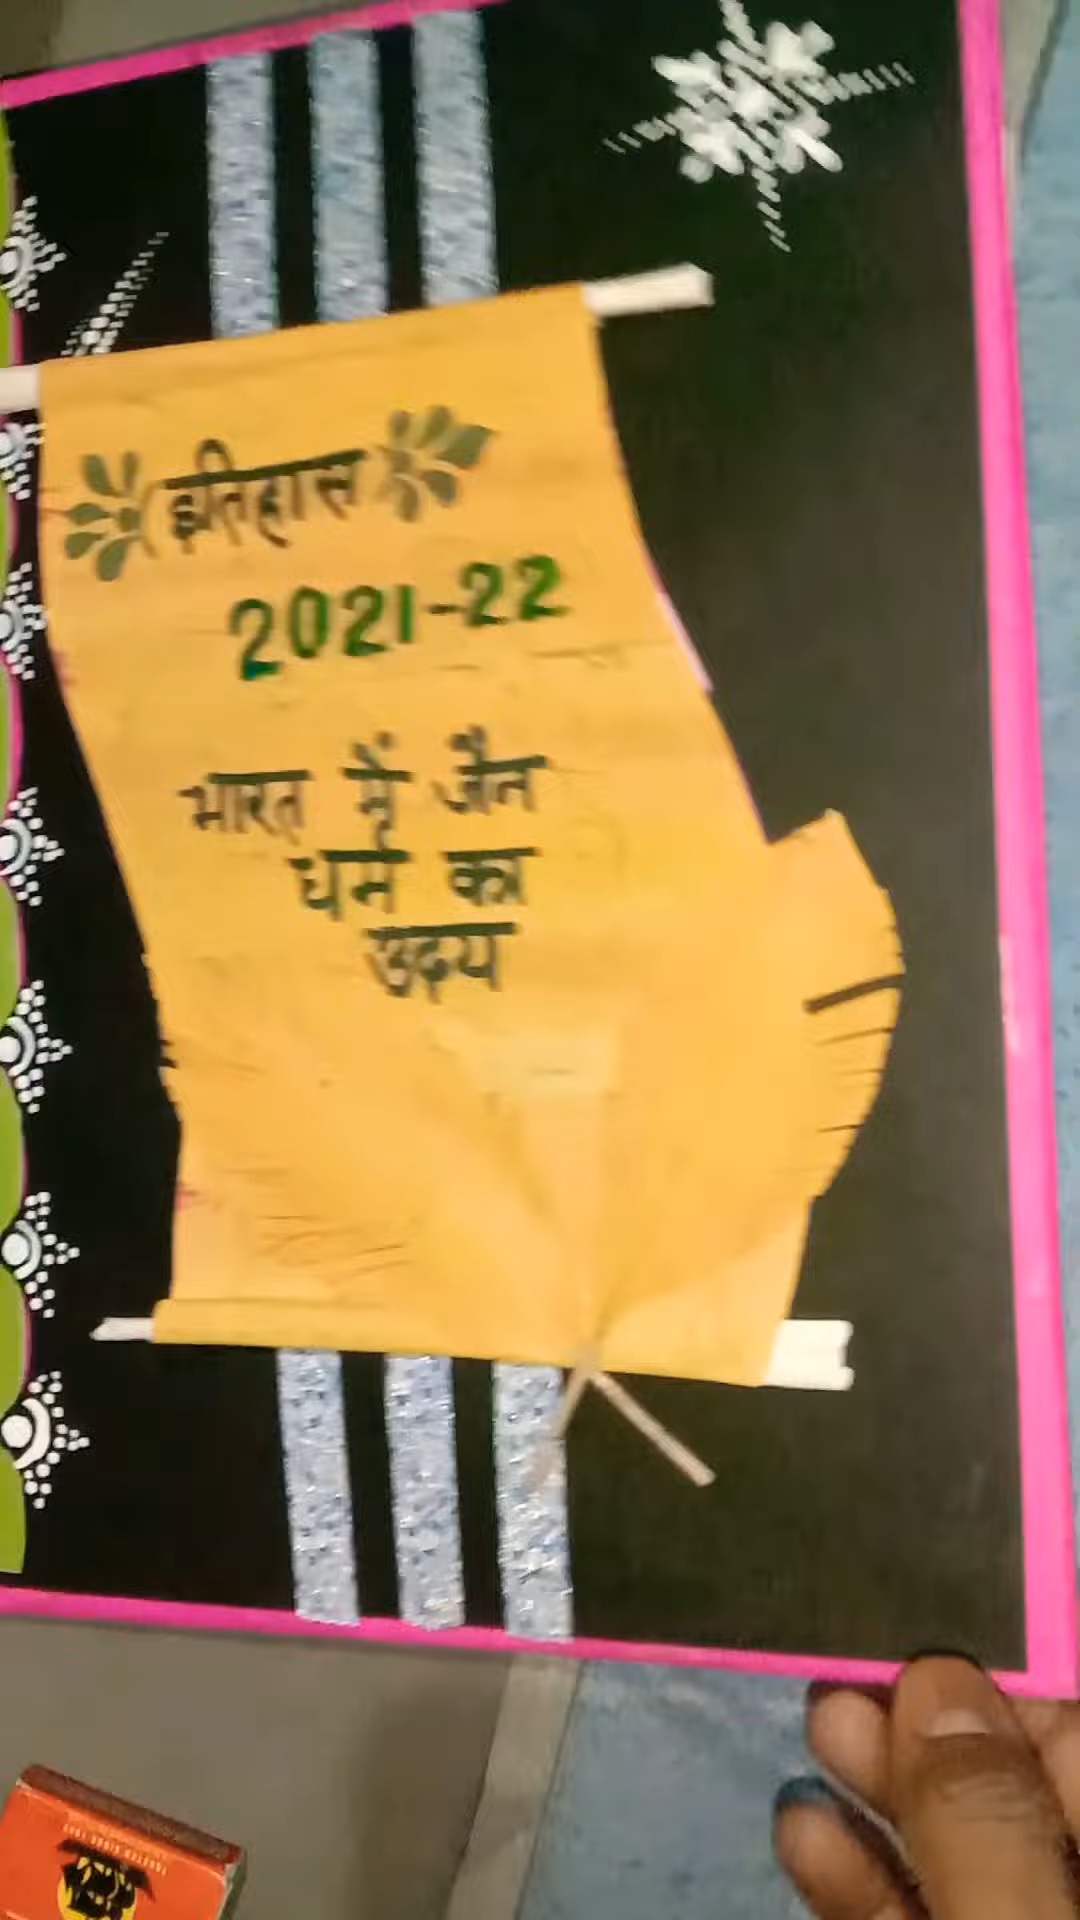 इतिहास
2021-22
भारत में जैन
धर्म का
उदय